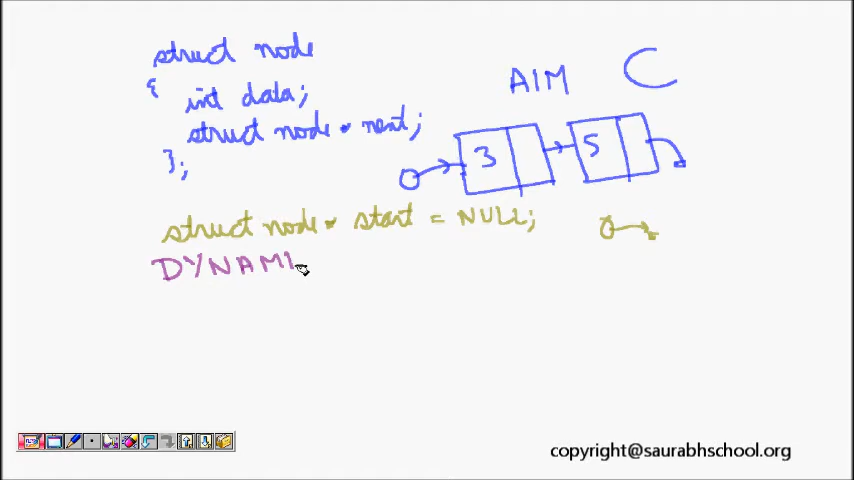 struct node
{ int data;
struct node * next;
};
AIM C
3 5
struct node * start = NULL;
DYNAMI
copyright@saurabhschool.org